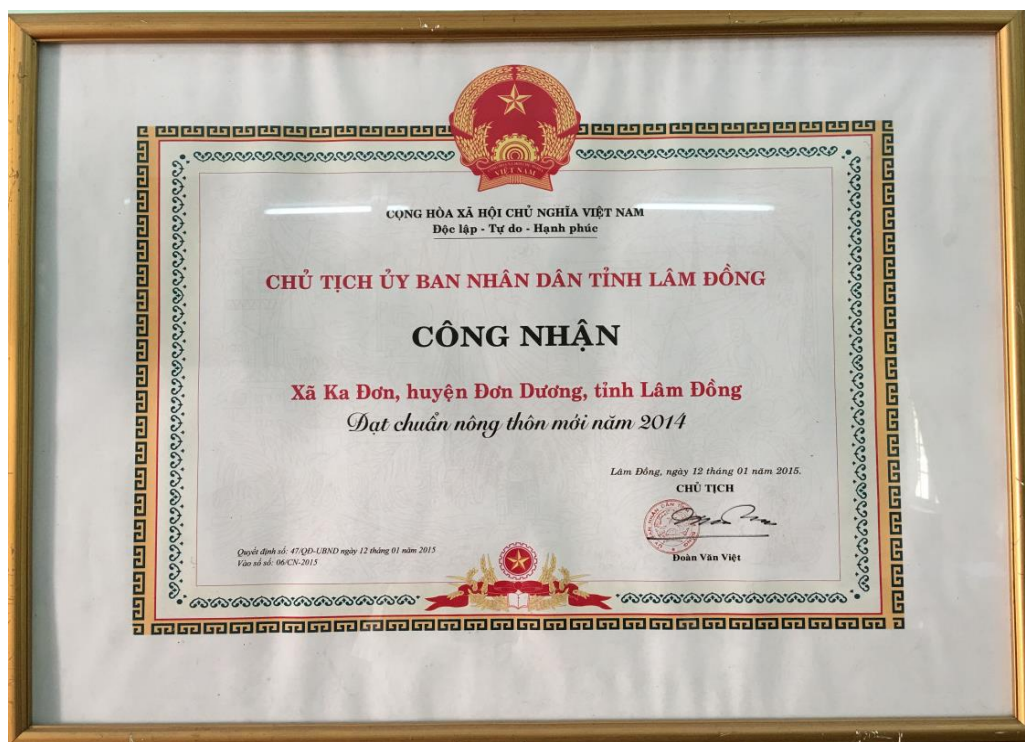 VIỆT NAM
CỘNG HÒA XÃ HỘI CHỦ NGHĨA VIỆT NAM
Độc lập - Tự do - Hạnh phúc
CHỦ TỊCH ỦY BAN NHÂN DÂN TỈNH LÂM ĐỒNG
CÔNG NHẬN
Xã Ka Đơn, huyện Đơn Dương, tỉnh Lâm Đồng
Đạt chuẩn nông thôn mới năm 2014
Lâm Đồng, ngày 12 tháng 01 năm 2015.
CHỦ TỊCH
Đoàn Văn Việt
Quyết định số: 47/QĐ-UBND ngày 12 tháng 01 năm 2015
Vào sổ số: 06/CN-2015